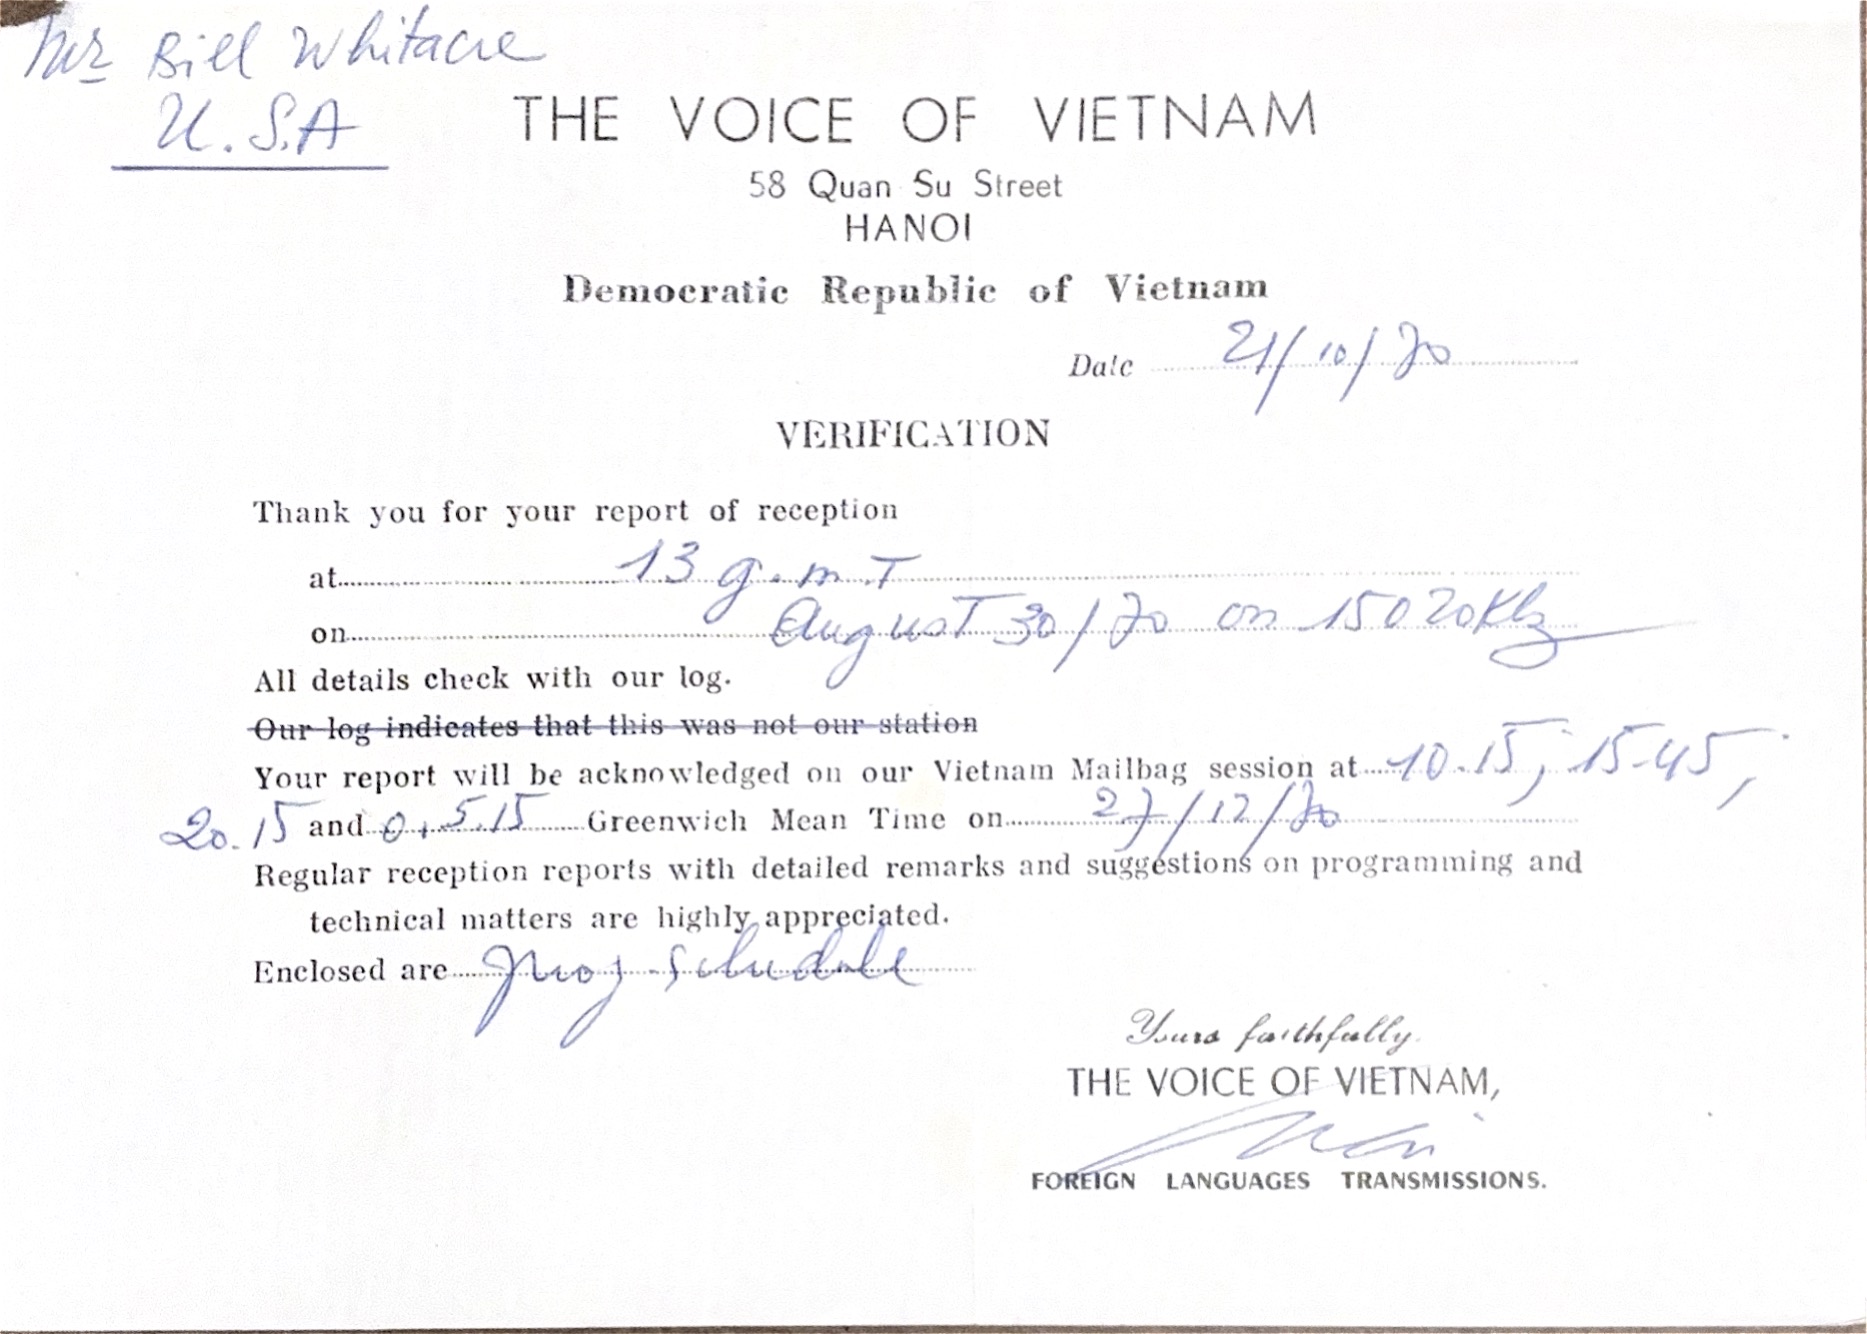 Mr Bill Whitacre
U.S.A
THE VOICE OF VIETNAM
58 Quan Su Street
HANOI
Democratic Republic of Vietnam
Date 21/10/70
VERIFICATION
Thank you for your report of reception
at 13 g.m.T
on August 30/70 on 15020 KHz
All details check with our log.
Our log indicates that this was not our station
Your report will be acknowledged on our Vietnam Mailbag session at 10.15, 15.45,
20.15 and 5.15 Greenwich Mean Time on 27/12/70
Regular reception reports with detailed remarks and suggestions on programming and
technical matters are highly appreciated.
Enclosed are prog schedule
Yours faithfully
THE VOICE OF VIETNAM,
FOREIGN LANGUAGES TRANSMISSIONS.